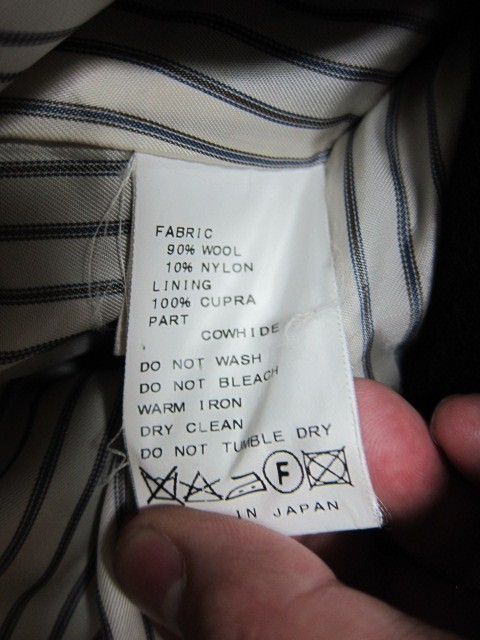 FABRIC
90% WOOL
10% NYLON
LINING
100% CUPRA
PART
COWHIDE
DO NOT WASH
DO NOT BLEACH
WARM IRON
DRY CLEAN
DO NOT TUMBLE DRY
F
IN JAPAN